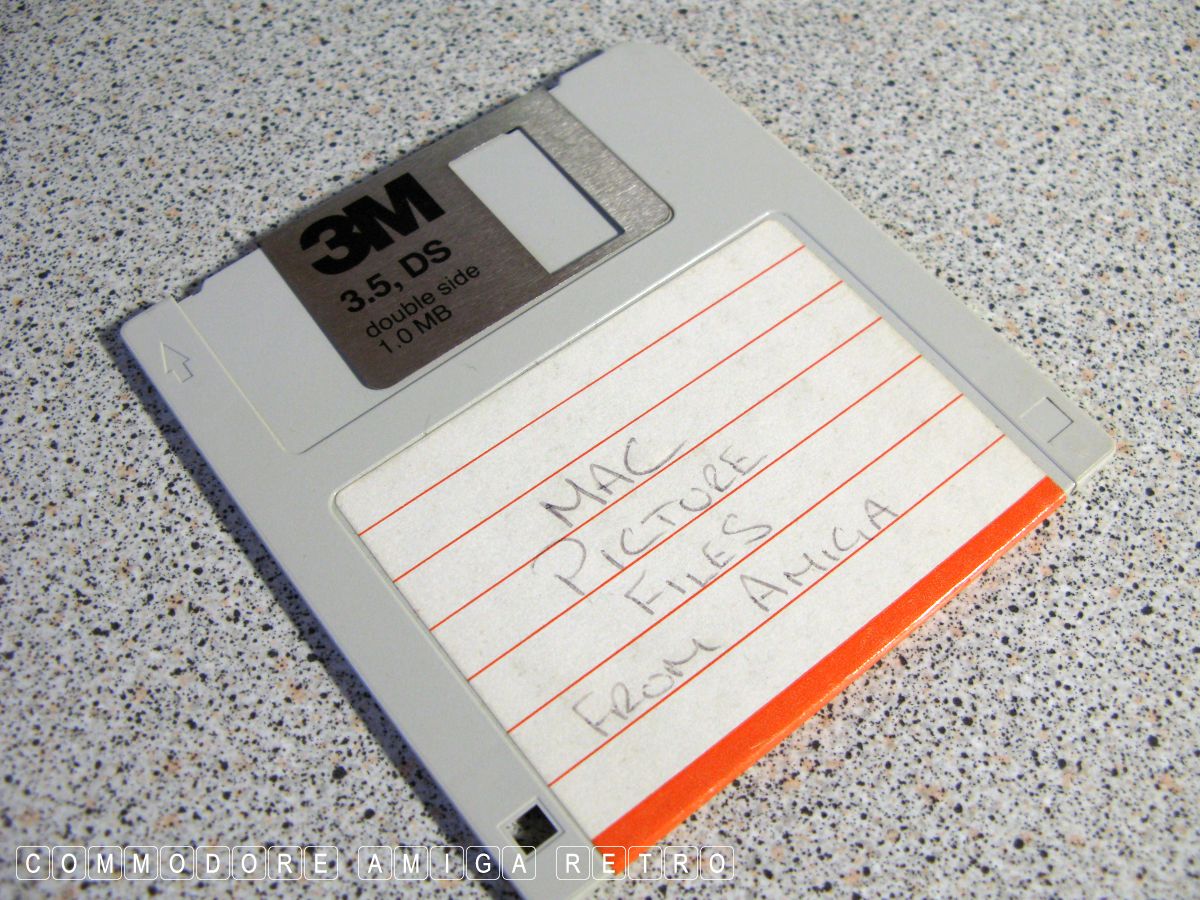 3M
3.5, DS
double side
1.0 MB
MAC
PICTURE
FILES
FROM AMIGA
COMMODORE AMIGA RETRO